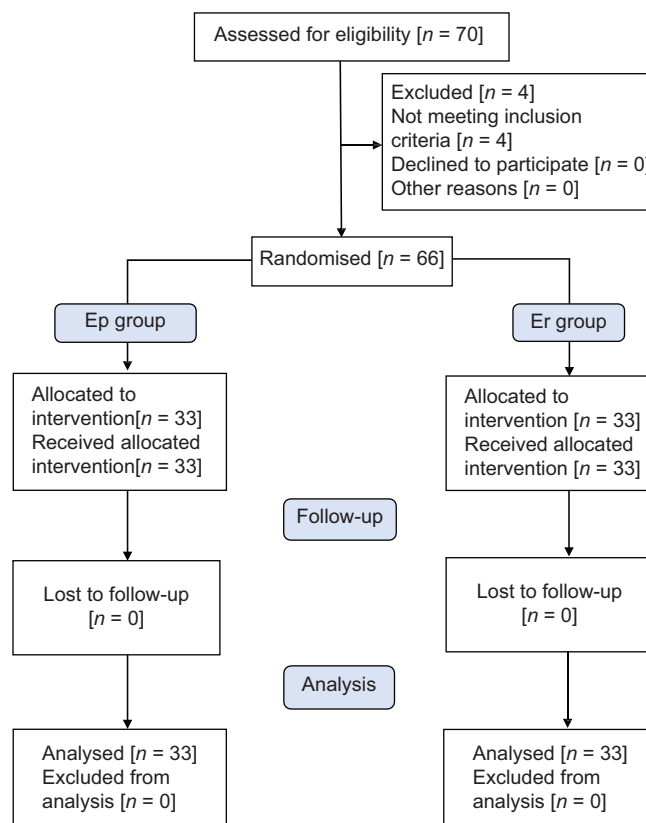 Assessed for eligibility [n = 70]
Excluded [n = 4]
Not meeting inclusion
criteria [n = 4]
Declined to participate [n = 0]
Other reasons [n = 0]
Randomised [n = 66]
Ep group
Er group
Allocated to
intervention[n = 33]
Received allocated
intervention[n = 33]
Allocated to
intervention [n = 33]
Received allocated
intervention [n = 33]
Follow-up
Lost to follow-up
[n = 0]
Lost to follow-up
[n = 0]
Analysis
Analysed [n = 33]
Excluded from
analysis [n = 0]
Analysed [n = 33]
Excluded from
analysis [n = 0]